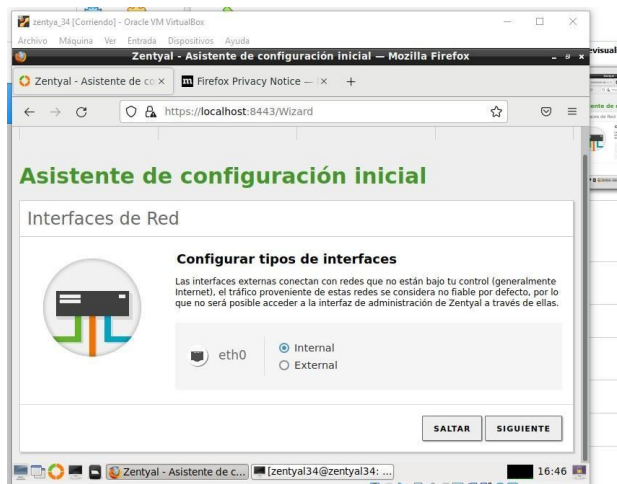 zentya_34 [Corriendo] - Oracle VM VirtualBox
Archivo Máquina Ver Entrada Dispositivos Ayuda
Zentyal - Asistente de configuración inicial — Mozilla Firefox
Zentyal - Asistente de co
Firefox Privacy Notice —
https://localhost:8443/Wizard
Asistente de configuración inicial
Interfaces de Red
Configurar tipos de interfaces
Las interfaces externas conectan con redes que no están bajo tu control (generalmente
Internet), el tráfico proveniente de estas redes se considera no fiable por defecto, por lo
que no será posible acceder a la interfaz de administración de Zentyal a través de ellas.
eth0
Internal
External
SALTAR SIGUIENTE
Zentyal - Asistente de c... [zentyal34@zentyal34: ...] 16:46